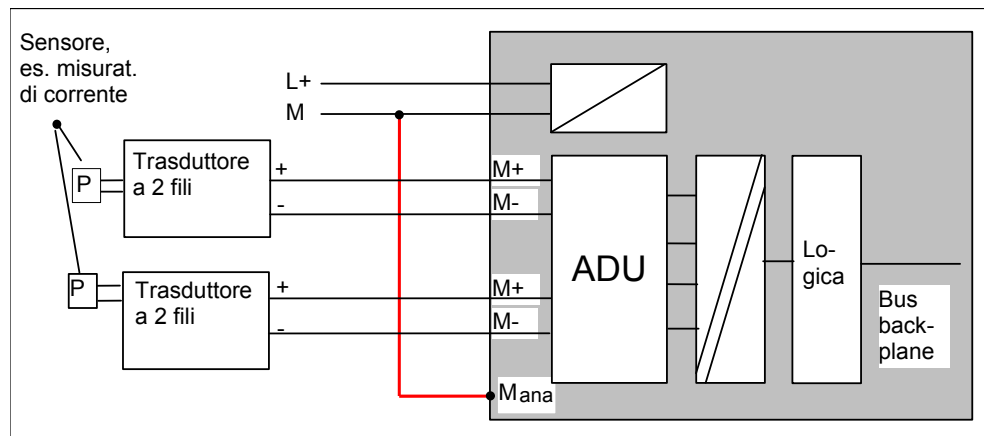 Sensore,
es. misurat.
di corrente
L+
M
Trasduttore
a 2 fili
P
+
-
M+
M-
P
Trasduttore
a 2 fili
+
-
M+
M-
Mana
ADU
Lo-
gica
Bus
back-
plane